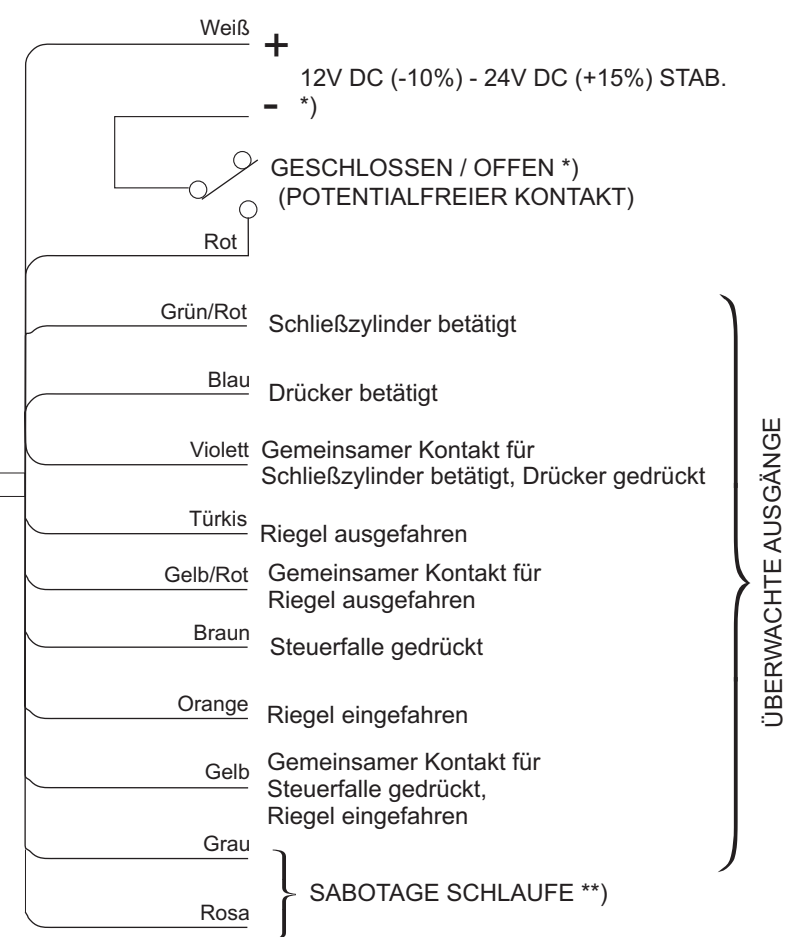 Weiß +
12V DC (-10%) - 24V DC (+15%) STAB.
- *)
GESCHLOSSEN / OFFEN *)
(POTENTIALFREIER KONTAKT)
Rot
Grün/Rot
Schließzylinder betätigt
Blau
Drücker betätigt
Violett
Gemeinsamer Kontakt für
Schließzylinder betätigt, Drücker gedrückt
Türkis
Riegel ausgefahren
Gelb/Rot
Gemeinsamer Kontakt für
Riegel ausgefahren
Braun
Steuerfalle gedrückt
Orange
Riegel eingefahren
Gelb
Gemeinsamer Kontakt für
Steuerfalle gedrückt,
Riegel eingefahren
Grau
SABOTAGE SCHLAUFE **)
Rosa
ÜBERWACHTE AUSGÄNGE